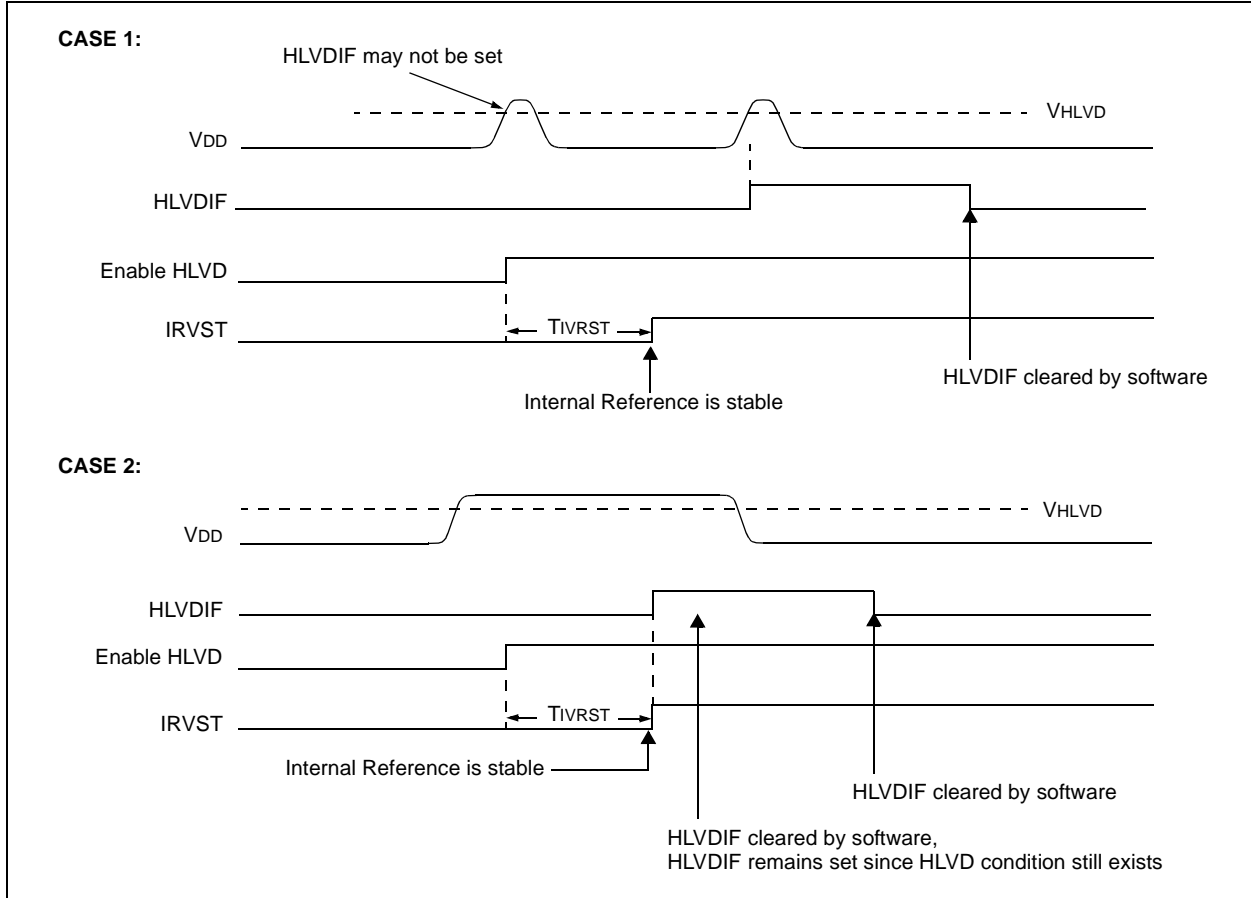 CASE 1:
HLVDIF may not be set
VHLVD
VDD
HLVDIF
Enable HLVD
IRVST
TIVRST
HLVDIF cleared by software
Internal Reference is stable
CASE 2:
VHLVD
VDD
HLVDIF
Enable HLVD
IRVST
TIVRST
Internal Reference is stable
HLVDIF cleared by software
HLVDIF cleared by software,
HLVDIF remains set since HLVD condition still exists